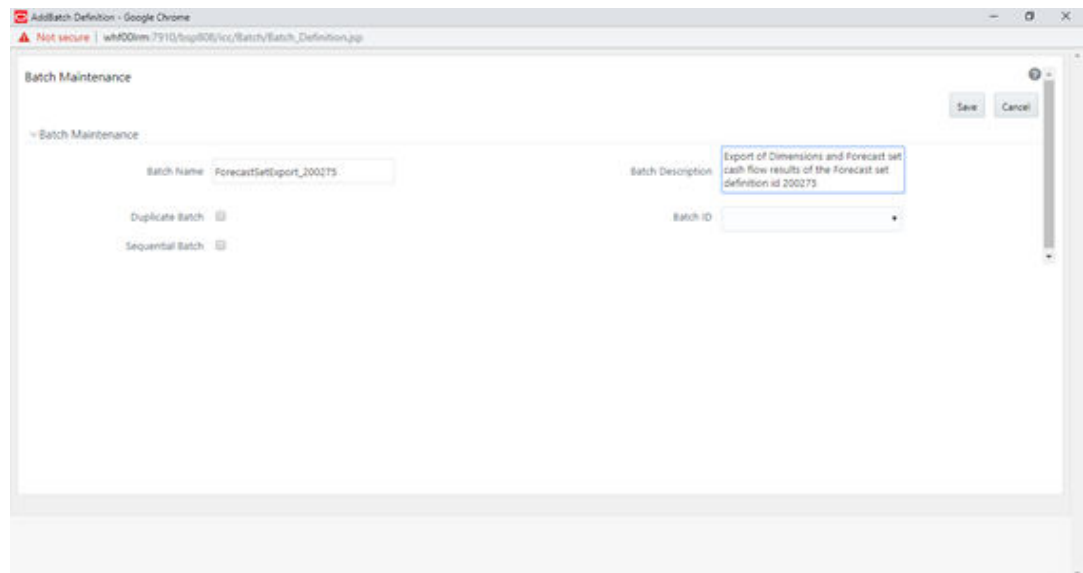 AddBatch Definition - Google Chrome
Not secure | whf00irm:7910/bsp808/icc/Batch/Batch_Definition.jsp
Batch Maintenance
Save Cancel
Batch Maintenance
Batch Name ForecastSetExport_200275
Batch Description Export of Dimensions and Forecast set
cash flow results of the Forecast set
definition id 200275
Duplicate Batch
Batch ID
Sequential Batch